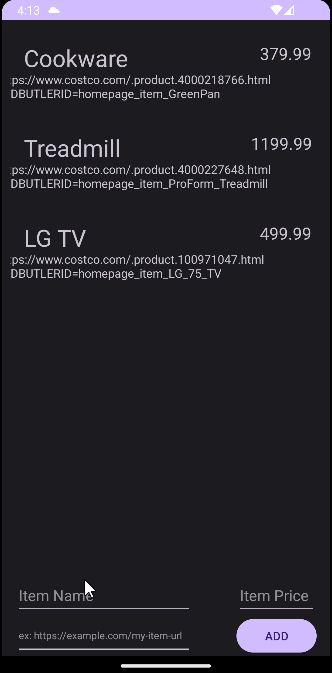 4:13
Cookware
379.99
:ps://www.costco.com/.product.4000218766.html
DBUTLERID=homepage_item_GreenPan
Treadmill
1199.99
:ps://www.costco.com/.product.4000227648.html
DBUTLERID=homepage_item_ProForm_Treadmill
LG TV
499.99
:ps://www.costco.com/.product.100971047.html
DBUTLERID=homepage_item_LG_75_TV
Item Name
Item Price
ex: https://example.com/my-item-url
ADD